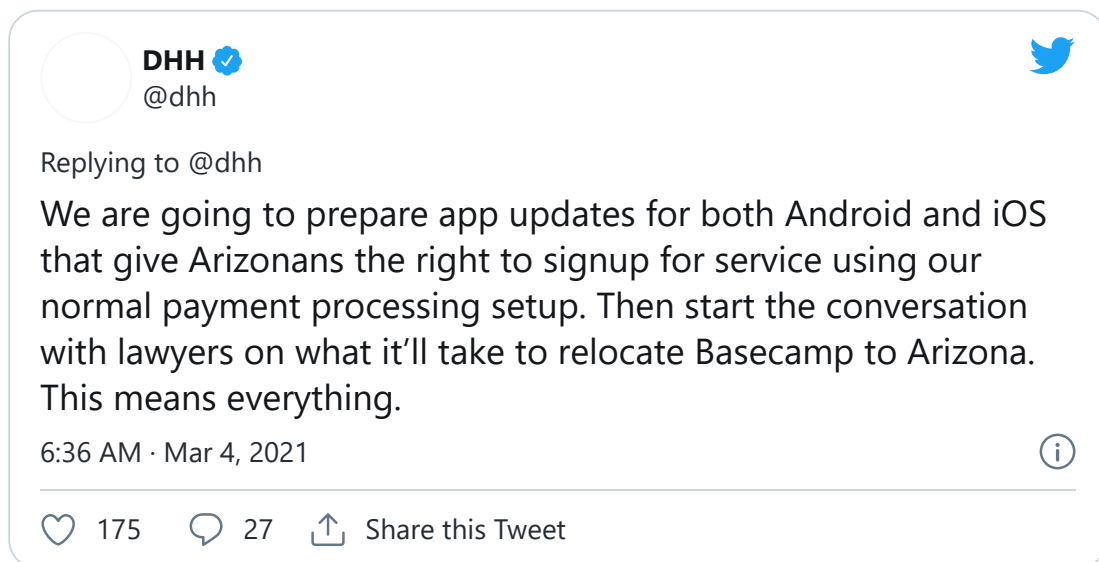 DHH
@dhh
Replying to @dhh
We are going to prepare app updates for both Android and iOS
that give Arizonans the right to signup for service using our
normal payment processing setup. Then start the conversation
with lawyers on what it’ll take to relocate Basecamp to Arizona.
This means everything.
6:36 AM · Mar 4, 2021
175 27 Share this Tweet